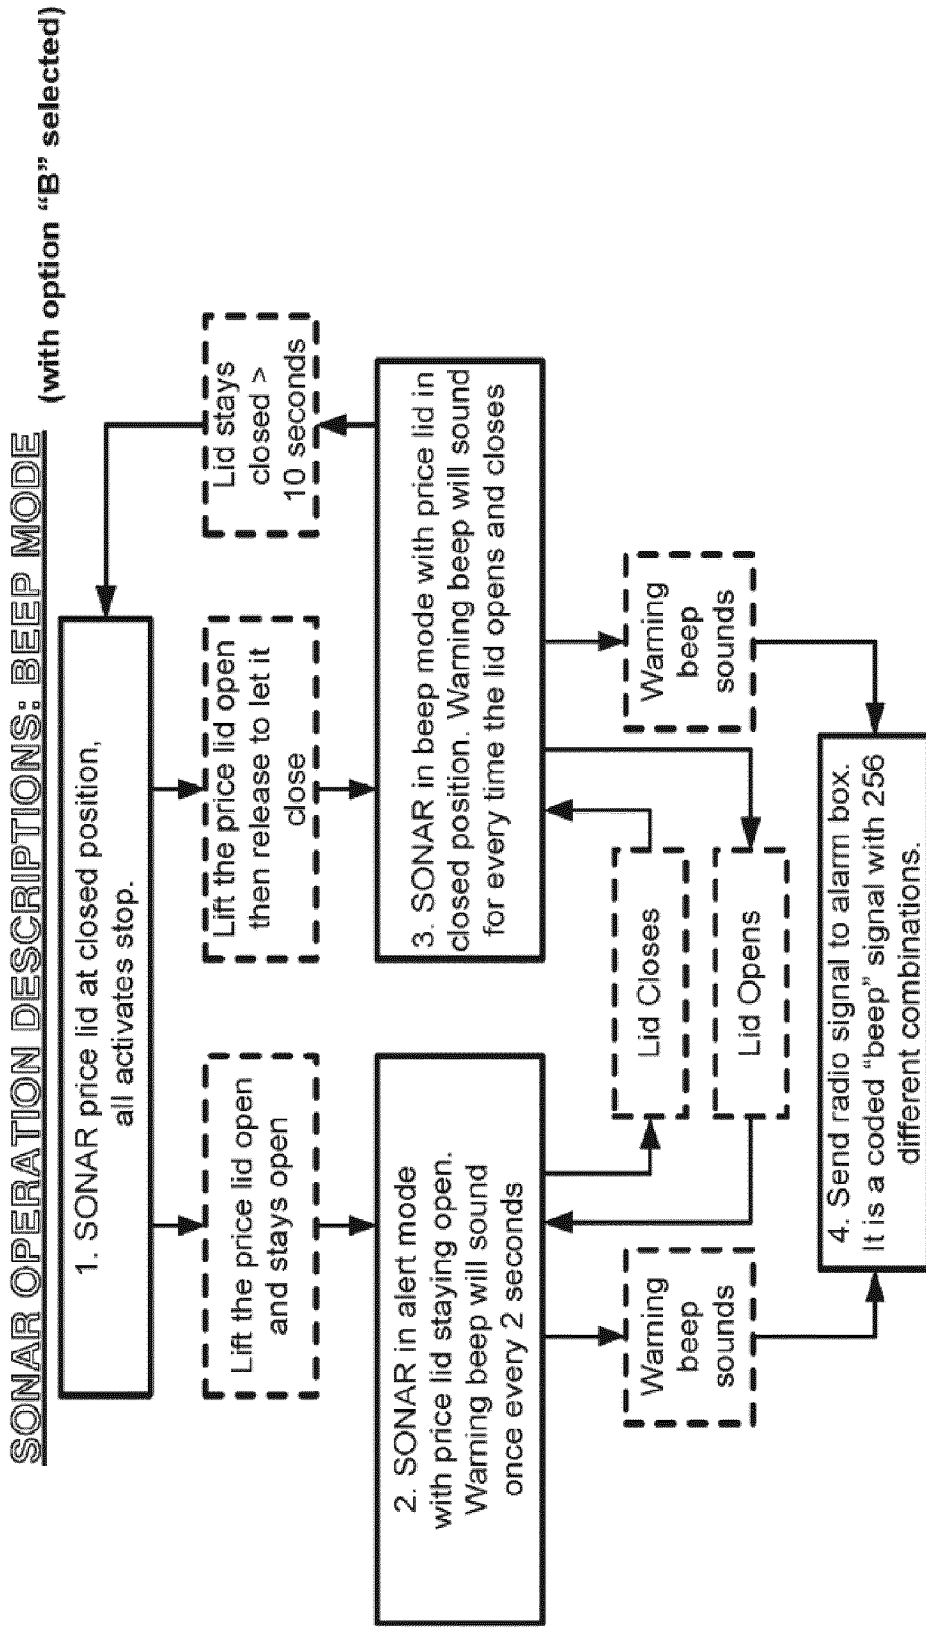 SONAR OPERATION DESCRIPTIONS: BEEP MODE
(with option “B” selected)
1. SONAR price lid at closed position,
all activates stop.
Lift the price lid open
and stays open
Lift the price lid open
then release to let it
close
Lid stays
closed >
10 seconds
2. SONAR in alert mode
with price lid staying open.
Warning beep will sound
once every 2 seconds
3. SONAR in beep mode with price lid in
closed position. Warning beep will sound
for every time the lid opens and closes
Lid Closes
Lid Opens
Warning
beep
sounds
Warning
beep
sounds
4. Send radio signal to alarm box.
It is a coded “beep” signal with 256
different combinations.